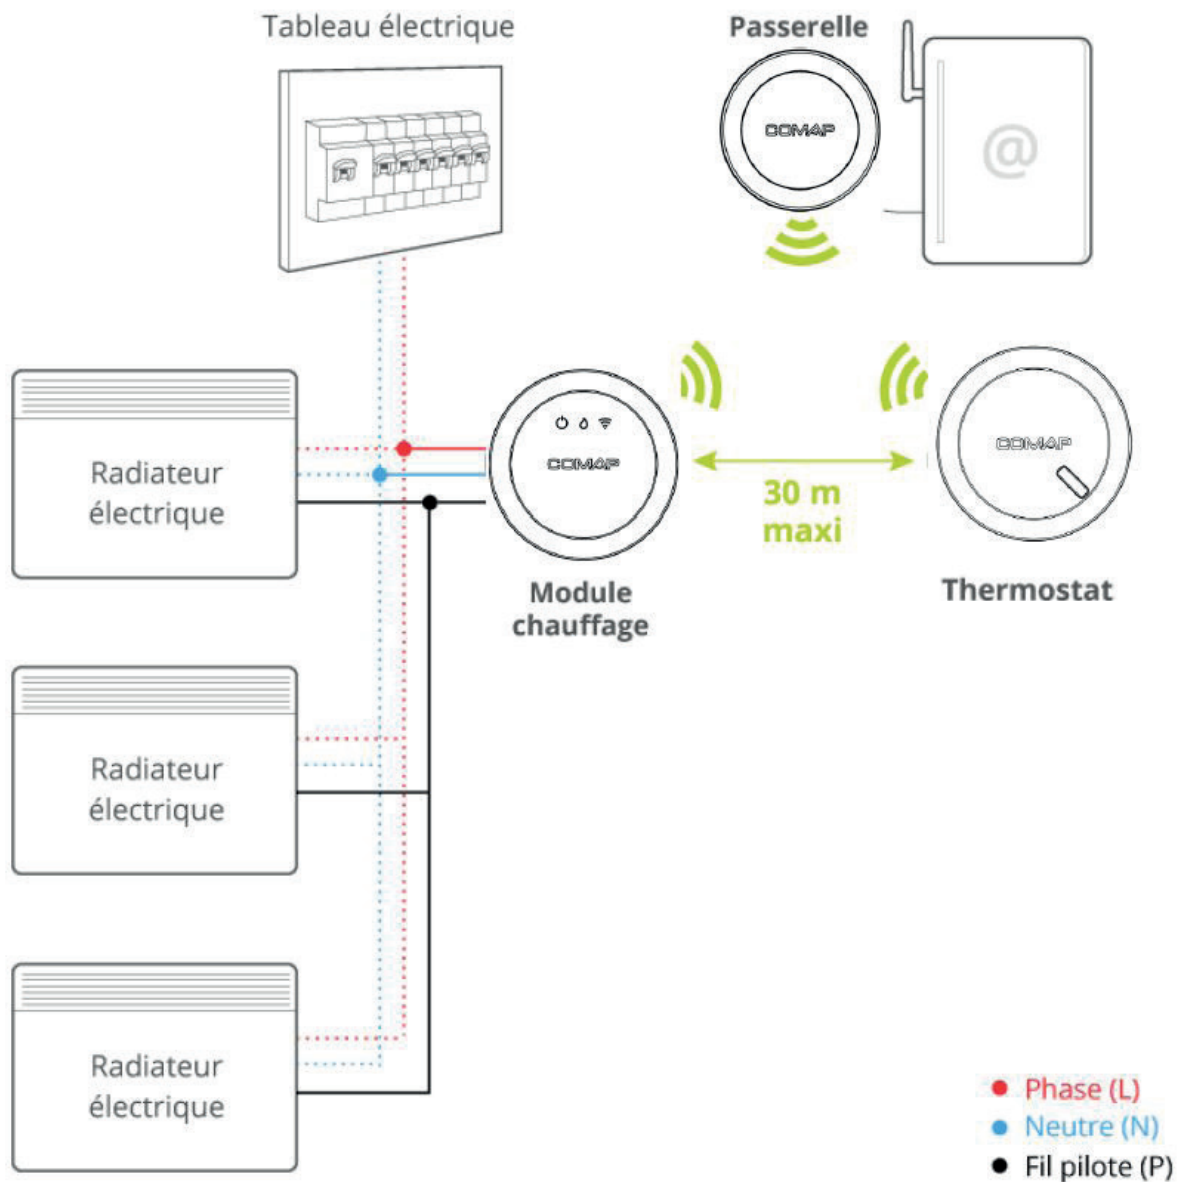 Tableau électrique
Passerelle
COMAP
@
Radiateur
électrique
COMAP
Module
chauffage
30 m
maxi
COMAP
Thermostat
Radiateur
électrique
Radiateur
électrique
Phase (L)
Neutre (N)
Fil pilote (P)